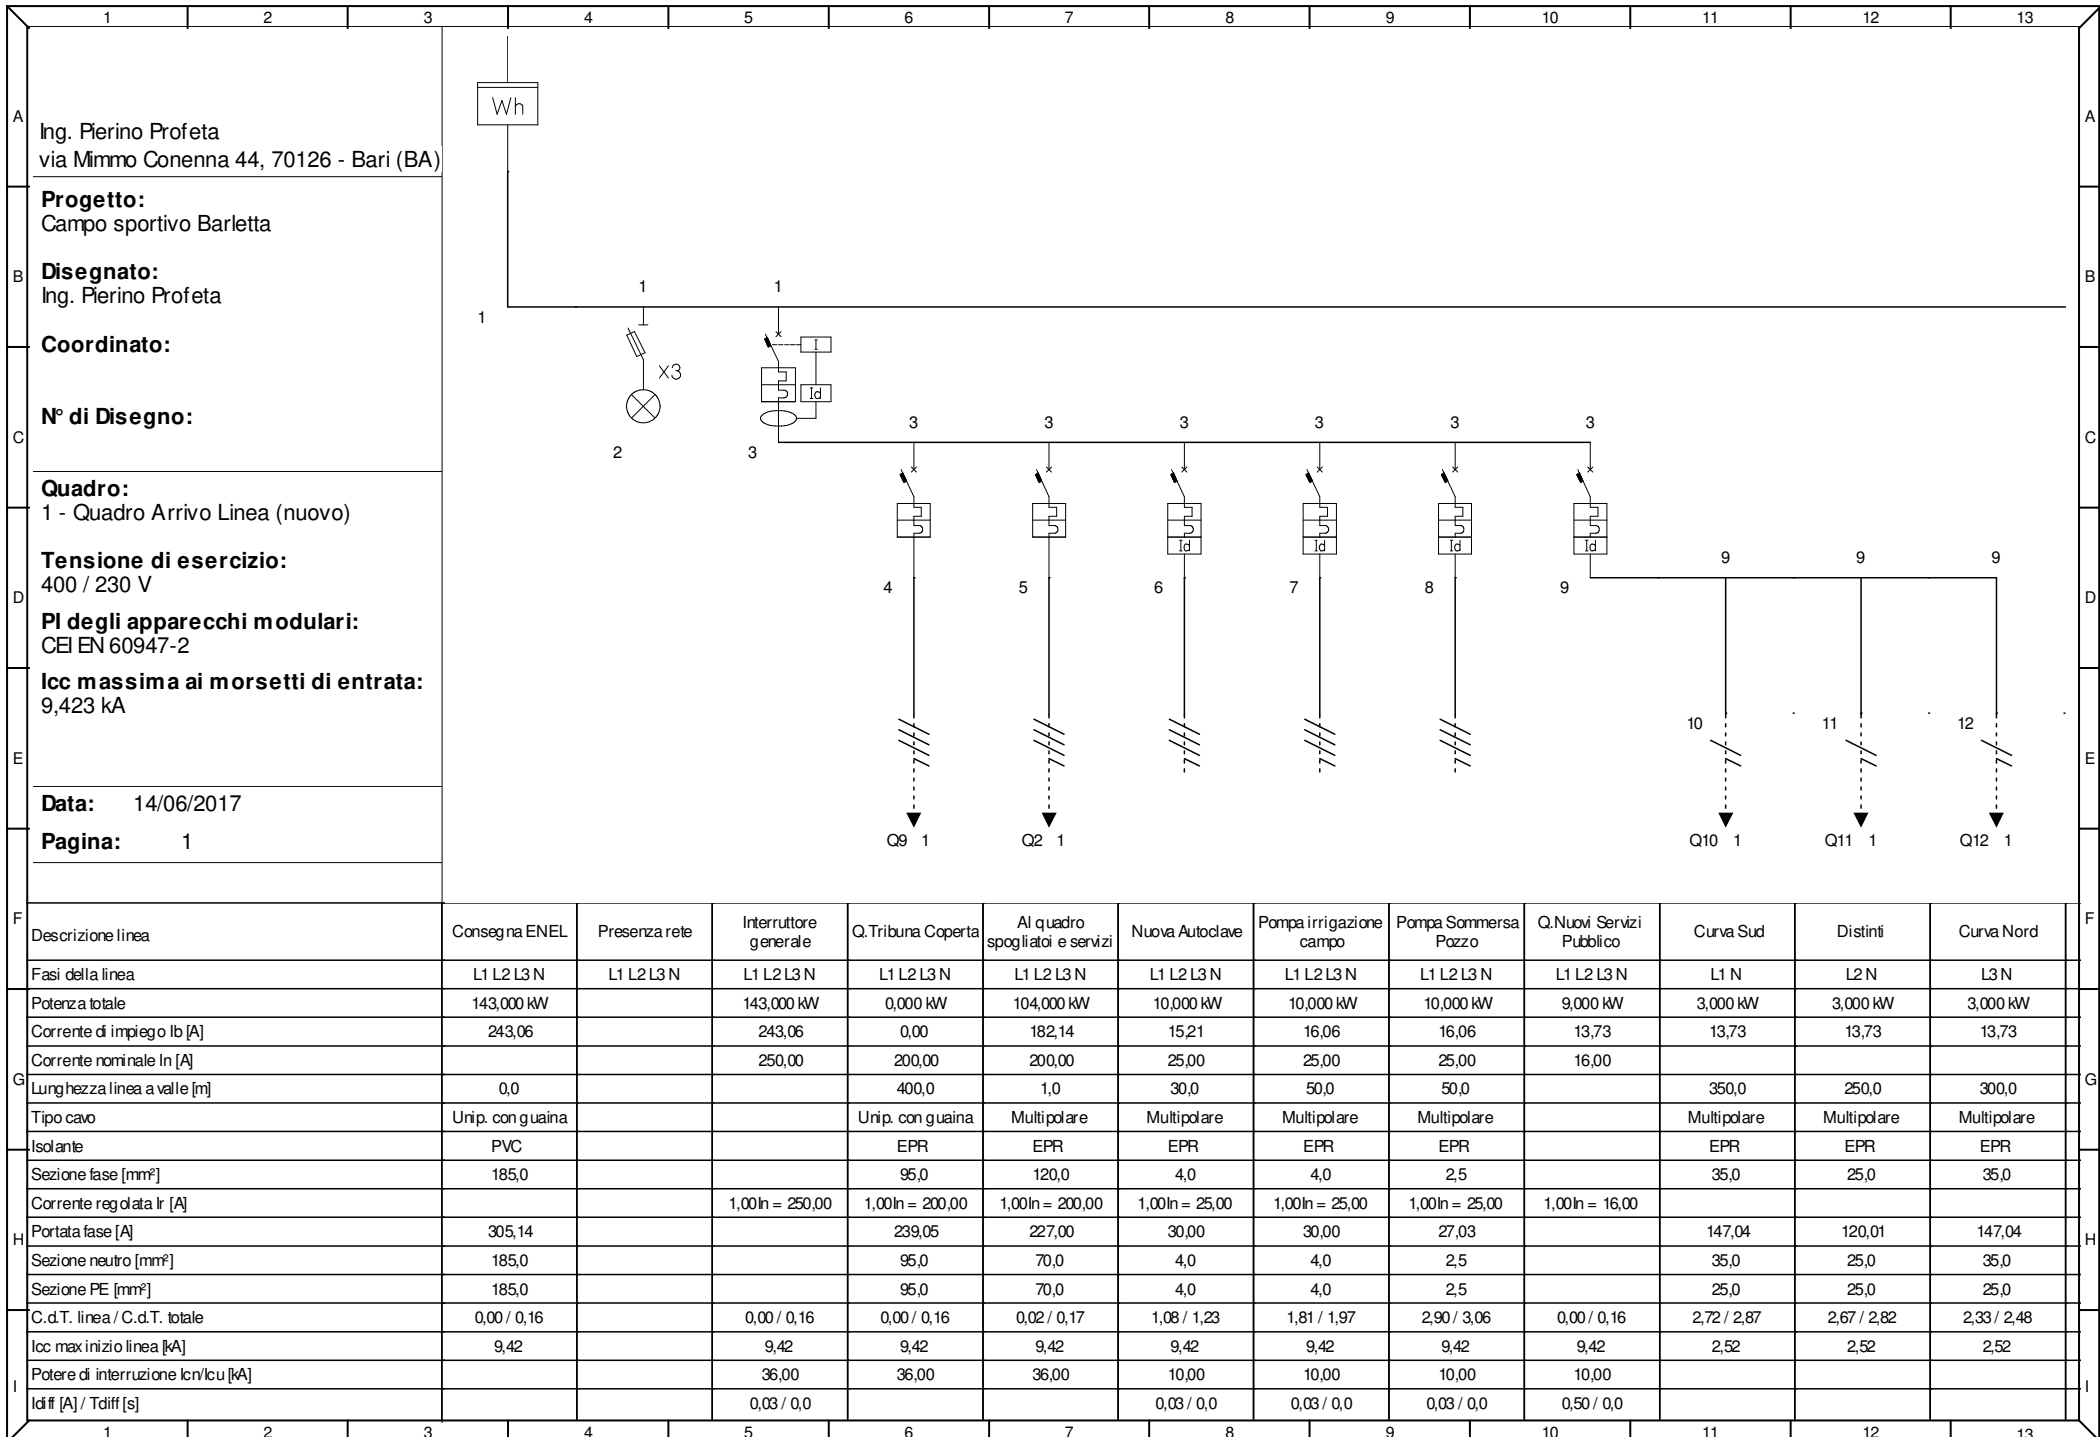 1 2 3 4 5 6 7 8 9 10 11 12 13
A A
B B
C C
D D
E E
F F
G G
H H
I I
Ing. Pierino Profeta
via Mimmo Conenna 44, 70126 - Bari (BA)
Progetto:
Campo sportivo Barletta
Disegnato:
Ing. Pierino Profeta
Coordinato:
N° di Disegno:
Quadro:
1 - Quadro Arrivo Linea (nuovo)
Tensione di esercizio:
400 / 230 V
PI degli apparecchi modulari:
CEI EN 60947-2
Icc massima ai morsetti di entrata:
9,423 kA
Data: 14/06/2017
Pagina: 1
Wh
1 1
1
I
x3
Id
2 3
3 3 3 3 3 3
Id Id Id Id
9 9 9
4 5 6 7 8 9
10 11 12
Q9 1 Q2 1 Q10 1 Q11 1 Q12 1
Descrizione linea Consegna ENEL Presenza rete Interruttore generale Q.Tribuna Coperta Al quadro spogliatoi e servizi Nuova Autoclave Pompa irrigazione campo Pompa Sommersa Pozzo Q.Nuovi Servizi Pubblico Curva Sud Distinti Curva Nord
Fasi della linea L1 L2 L3 N L1 L2 L3 N L1 L2 L3 N L1 L2 L3 N L1 L2 L3 N L1 L2 L3 N L1 L2 L3 N L1 L2 L3 N L1 L2 L3 N L1 N L2 N L3 N
Potenza totale 143,000 kW 143,000 kW 0,000 kW 104,000 kW 10,000 kW 10,000 kW 10,000 kW 9,000 kW 3,000 kW 3,000 kW 3,000 kW
Corrente di impiego Ib [A] 243,06 243,06 0,00 182,14 15,21 16,06 16,06 13,73 13,73 13,73 13,73
Corrente nominale In [A] 250,00 200,00 200,00 25,00 25,00 25,00 16,00
Lunghezza linea a valle [m] 0,0 400,0 1,0 30,0 50,0 50,0 350,0 250,0 300,0
Tipo cavo Unip. con guaina Unip. con guaina Multipolare Multipolare Multipolare Multipolare Multipolare Multipolare Multipolare
Isolante PVC EPR EPR EPR EPR EPR EPR EPR EPR
Sezione fase [mm²] 185,0 95,0 120,0 4,0 4,0 2,5 35,0 25,0 35,0
Corrente regolata Ir [A] 1,00In = 250,00 1,00In = 200,00 1,00In = 200,00 1,00In = 25,00 1,00In = 25,00 1,00In = 25,00 1,00In = 16,00
Portata fase [A] 305,14 239,05 227,00 30,00 30,00 27,03 147,04 120,01 147,04
Sezione neutro [mm²] 185,0 95,0 70,0 4,0 4,0 2,5 35,0 25,0 35,0
Sezione PE [mm²] 185,0 95,0 70,0 4,0 4,0 2,5 25,0 25,0 25,0
C.d.T. linea / C.d.T. totale 0,00 / 0,16 0,00 / 0,16 0,00 / 0,16 0,02 / 0,17 1,08 / 1,23 1,81 / 1,97 2,90 / 3,06 0,00 / 0,16 2,72 / 2,87 2,67 / 2,82 2,33 / 2,48
Icc max inizio linea [kA] 9,42 9,42 9,42 9,42 9,42 9,42 9,42 9,42 2,52 2,52 2,52
Potere di interruzione Icn/Icu [kA] 36,00 36,00 36,00 10,00 10,00 10,00 10,00
Idiff [A] / Tdiff [s] 0,03 / 0,0 0,03 / 0,0 0,03 / 0,0 0,03 / 0,0 0,50 / 0,0
1 2 3 4 5 6 7 8 9 10 11 12 13